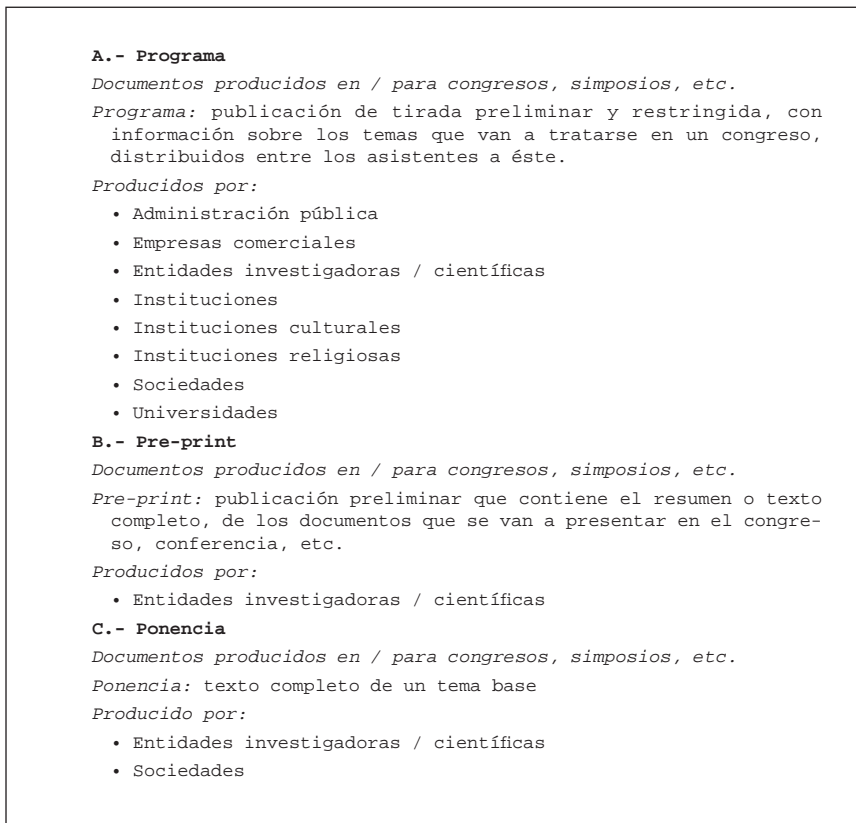 A.- Programa
Documentos producidos en / para congresos, simposios, etc.
Programa: publicación de tirada preliminar y restringida, con
información sobre los temas que van a tratarse en un congreso,
distribuidos entre los asistentes a éste.
Producidos por:
• Administración pública
• Empresas comerciales
• Entidades investigadoras / científicas
• Instituciones
• Instituciones culturales
• Instituciones religiosas
• Sociedades
• Universidades
B.- Pre-print
Documentos producidos en / para congresos, simposios, etc.
Pre-print: publicación preliminar que contiene el resumen o texto
completo, de los documentos que se van a presentar en el congre-
so, conferencia, etc.
Producidos por:
• Entidades investigadoras / científicas
C.- Ponencia
Documentos producidos en / para congresos, simposios, etc.
Ponencia: texto completo de un tema base
Producido por:
• Entidades investigadoras / científicas
• Sociedades